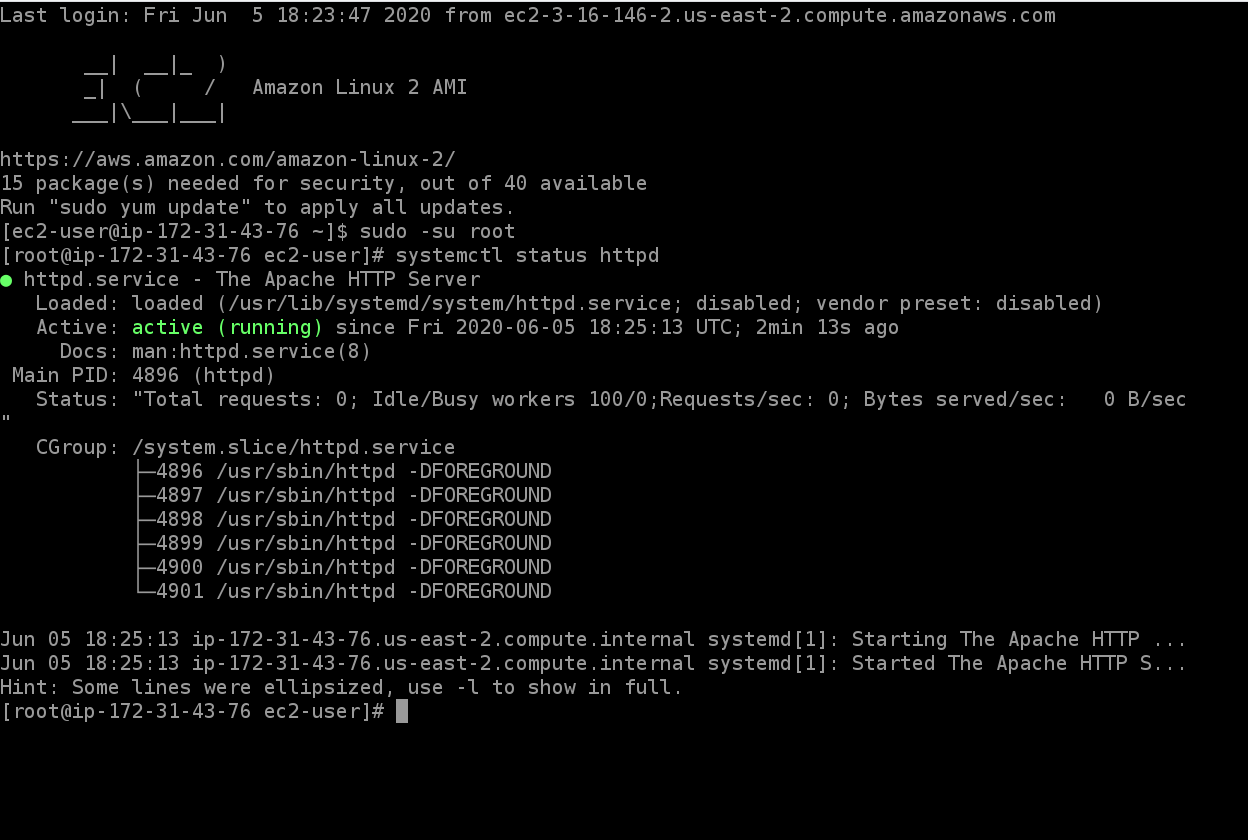 Last login: Fri Jun  5 18:23:47 2020 from ec2-3-16-146-2.us-east-2.compute.amazonaws.com

       __|  __|_  )
       _|  (     /   Amazon Linux 2 AMI
      ___|\___|___|

https://aws.amazon.com/amazon-linux-2/
15 package(s) needed for security, out of 40 available
Run "sudo yum update" to apply all updates.
[ec2-user@ip-172-31-43-76 ~]$ sudo -su root
[root@ip-172-31-43-76 ec2-user]# systemctl status httpd
● httpd.service - The Apache HTTP Server
   Loaded: loaded (/usr/lib/systemd/system/httpd.service; disabled; vendor preset: disabled)
   Active: active (running) since Fri 2020-06-05 18:25:13 UTC; 2min 13s ago
     Docs: man:httpd.service(8)
 Main PID: 4896 (httpd)
   Status: "Total requests: 0; Idle/Busy workers 100/0;Requests/sec: 0; Bytes served/sec:   0 B/sec
"
   CGroup: /system.slice/httpd.service
           ├─4896 /usr/sbin/httpd -DFOREGROUND
           ├─4897 /usr/sbin/httpd -DFOREGROUND
           ├─4898 /usr/sbin/httpd -DFOREGROUND
           ├─4899 /usr/sbin/httpd -DFOREGROUND
           ├─4900 /usr/sbin/httpd -DFOREGROUND
           └─4901 /usr/sbin/httpd -DFOREGROUND

Jun 05 18:25:13 ip-172-31-43-76.us-east-2.compute.internal systemd[1]: Starting The Apache HTTP ...
Jun 05 18:25:13 ip-172-31-43-76.us-east-2.compute.internal systemd[1]: Started The Apache HTTP S...
Hint: Some lines were ellipsized, use -l to show in full.
[root@ip-172-31-43-76 ec2-user]#